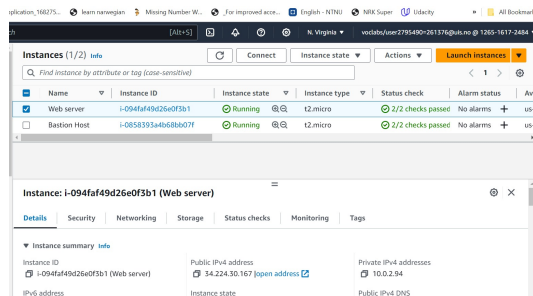 plication_168275... learn narwegian Missing Number W... _For improved acce... English - NTNU NRK Super Udacity » All Bookmark
ch [Alt+S] N. Virginia ▼ voclabs/user2795490=261376@uis.no @ 1265-1617-2484
Instances (1/2) Info Connect Instance state ▼ Actions ▼ Launch instances ▼
Find Instance by attribute or tag (case-sensitive) < 1 >
Name Instance ID Instance state Instance type Status check Alarm status Av
Web server i-094faf49d26e0f3b1 Running t2.micro 2/2 checks passed No alarms + us-
Bastion Host i-0858393a4b68bb07f Running t2.micro 2/2 checks passed No alarms + us-
Instance: i-094faf49d26e0f3b1 (Web server)
Details Security Networking Storage Status checks Monitoring Tags
▼ Instance summary Info
Instance ID Public IPv4 address Private IPv4 addresses
i-094faf49d26e0f3b1 (Web server) 34.224.30.167 |open address 10.0.2.94
IPv6 address Instance state Public IPv4 DNS